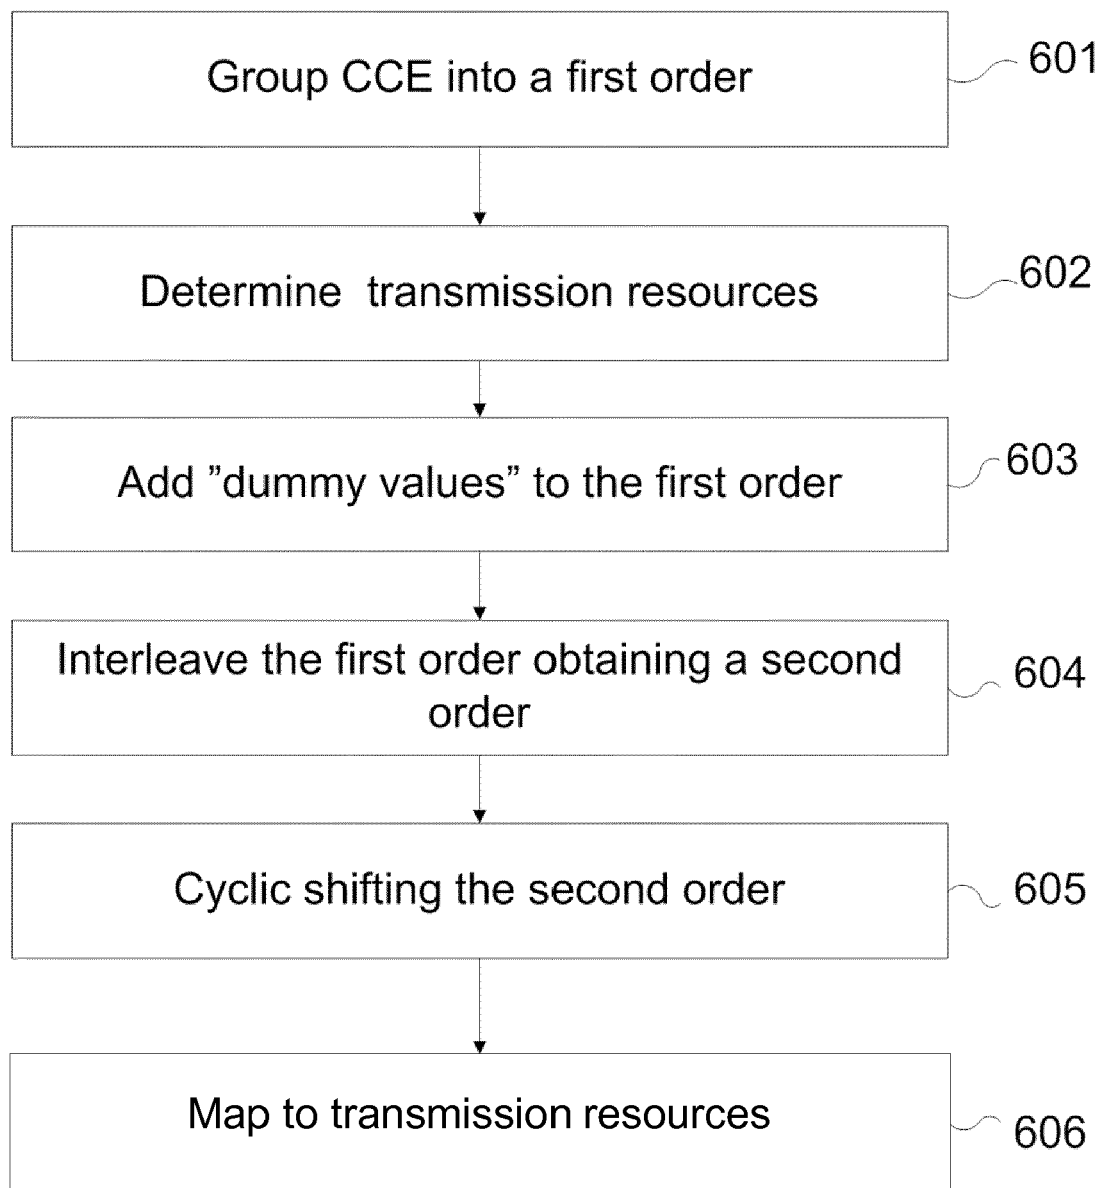 Group CCE into a first order
601
Determine transmission resources
602
Add ”dummy values” to the first order
603
Interleave the first order obtaining a second
order
604
Cyclic shifting the second order
605
Map to transmission resources
606